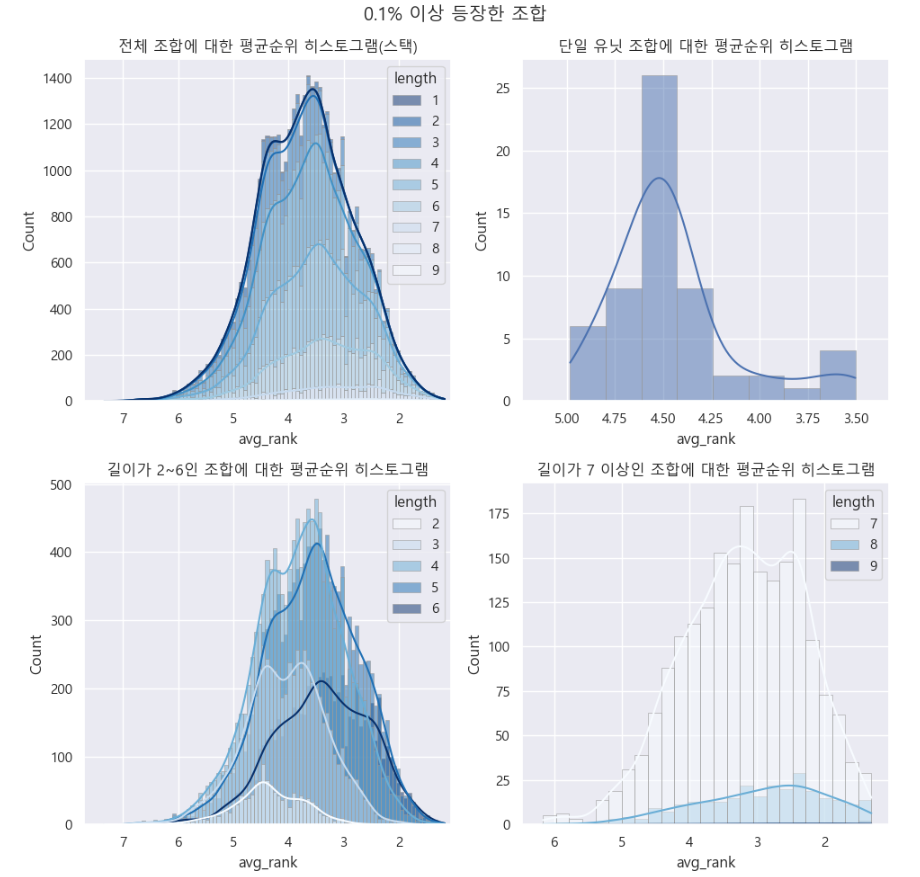 0.1% 이상 등장한 조합
전체 조합에 대한 평균순위 히스토그램(스택)
1400
1200
1000
800
600
400
200
0
Count
7 6 5 4 3 2
avg_rank
length
1
2
3
4
5
6
7
8
9
단일 유닛 조합에 대한 평균순위 히스토그램
25
20
15
10
5
0
Count
5.00 4.75 4.50 4.25 4.00 3.75 3.50
avg_rank
길이가 2~6인 조합에 대한 평균순위 히스토그램
500
400
300
200
100
0
Count
7 6 5 4 3 2
avg_rank
length
2
3
4
5
6
길이가 7 이상인 조합에 대한 평균순위 히스토그램
175
150
125
100
75
50
25
0
Count
6 5 4 3 2
avg_rank
length
7
8
9